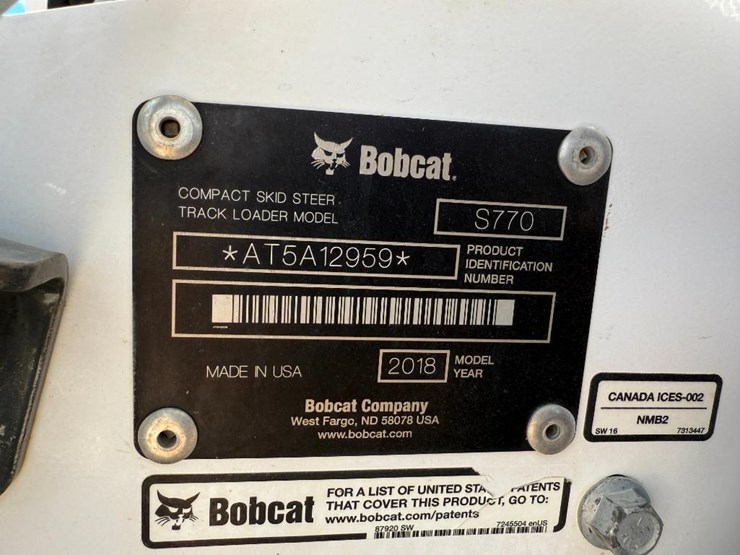 Bobcat.
COMPACT SKID STEER
TRACK LOADER MODEL
S770
*AT5A12959*
PRODUCT
IDENTIFICATION
NUMBER
MADE IN USA
2018
MODEL
YEAR
Bobcat Company
West Fargo, ND 58078 USA
www.bobcat.com
CANADA ICES-002
NMB2
SW 16
7313447
Bobcat
FOR A LIST OF UNITED PATENTS
THAT COVER THIS PRODUCT, GO TO:
www.bobcat.com/patents
87920 SW
7245504 enUS